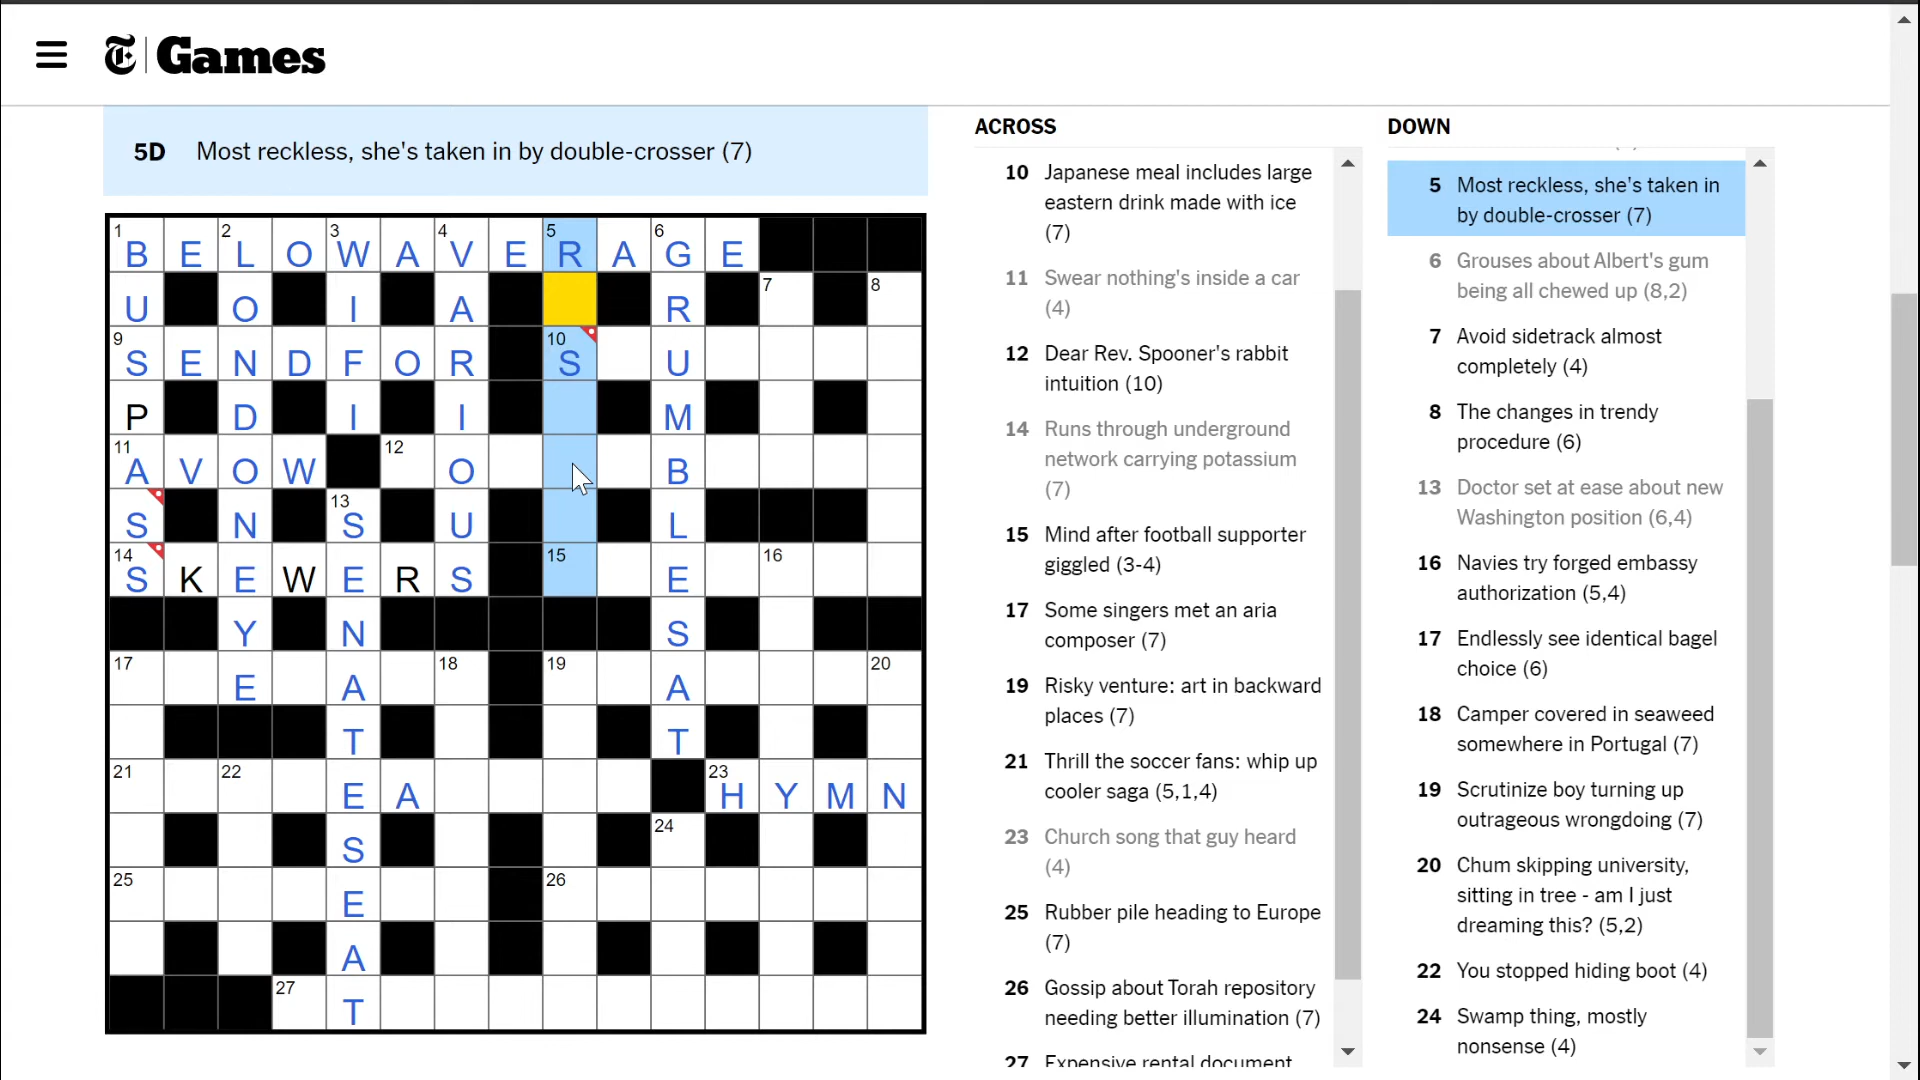 Games
5D Most reckless, she's taken in by double-crosser (7)
1 B E 2 L O 3 W A 4 V E 5 R A 6 G E
U O I A R 7 8
9 S E N D F O R 10 S U
P D I I M
11 A V O W 12 O B
S N 13 S U L
14 S K E W E R S 15 E 16
Y N S
17 E A 18 19 A 20
T T
21 22 E A 23 H Y M N
S 24
25 E 26
A
27 T
ACROSS
10 Japanese meal includes large
eastern drink made with ice
(7)
11 Swear nothing's inside a car
(4)
12 Dear Rev. Spooner's rabbit
intuition (10)
14 Runs through underground
network carrying potassium
(7)
15 Mind after football supporter
giggled (3-4)
17 Some singers met an aria
composer (7)
19 Risky venture: art in backward
places (7)
21 Thrill the soccer fans: whip up
cooler saga (5,1,4)
23 Church song that guy heard
(4)
25 Rubber pile heading to Europe
(7)
26 Gossip about Torah repository
needing better illumination (7)
27 Expensive rental document
DOWN
5 Most reckless, she's taken in
by double-crosser (7)
6 Grouses about Albert's gum
being all chewed up (8,2)
7 Avoid sidetrack almost
completely (4)
8 The changes in trendy
procedure (6)
13 Doctor set at ease about new
Washington position (6,4)
16 Navies try forged embassy
authorization (5,4)
17 Endlessly see identical bagel
choice (6)
18 Camper covered in seaweed
somewhere in Portugal (7)
19 Scrutinize boy turning up
outrageous wrongdoing (7)
20 Chum skipping university,
sitting in tree - am I just
dreaming this? (5,2)
22 You stopped hiding boot (4)
24 Swamp thing, mostly
nonsense (4)